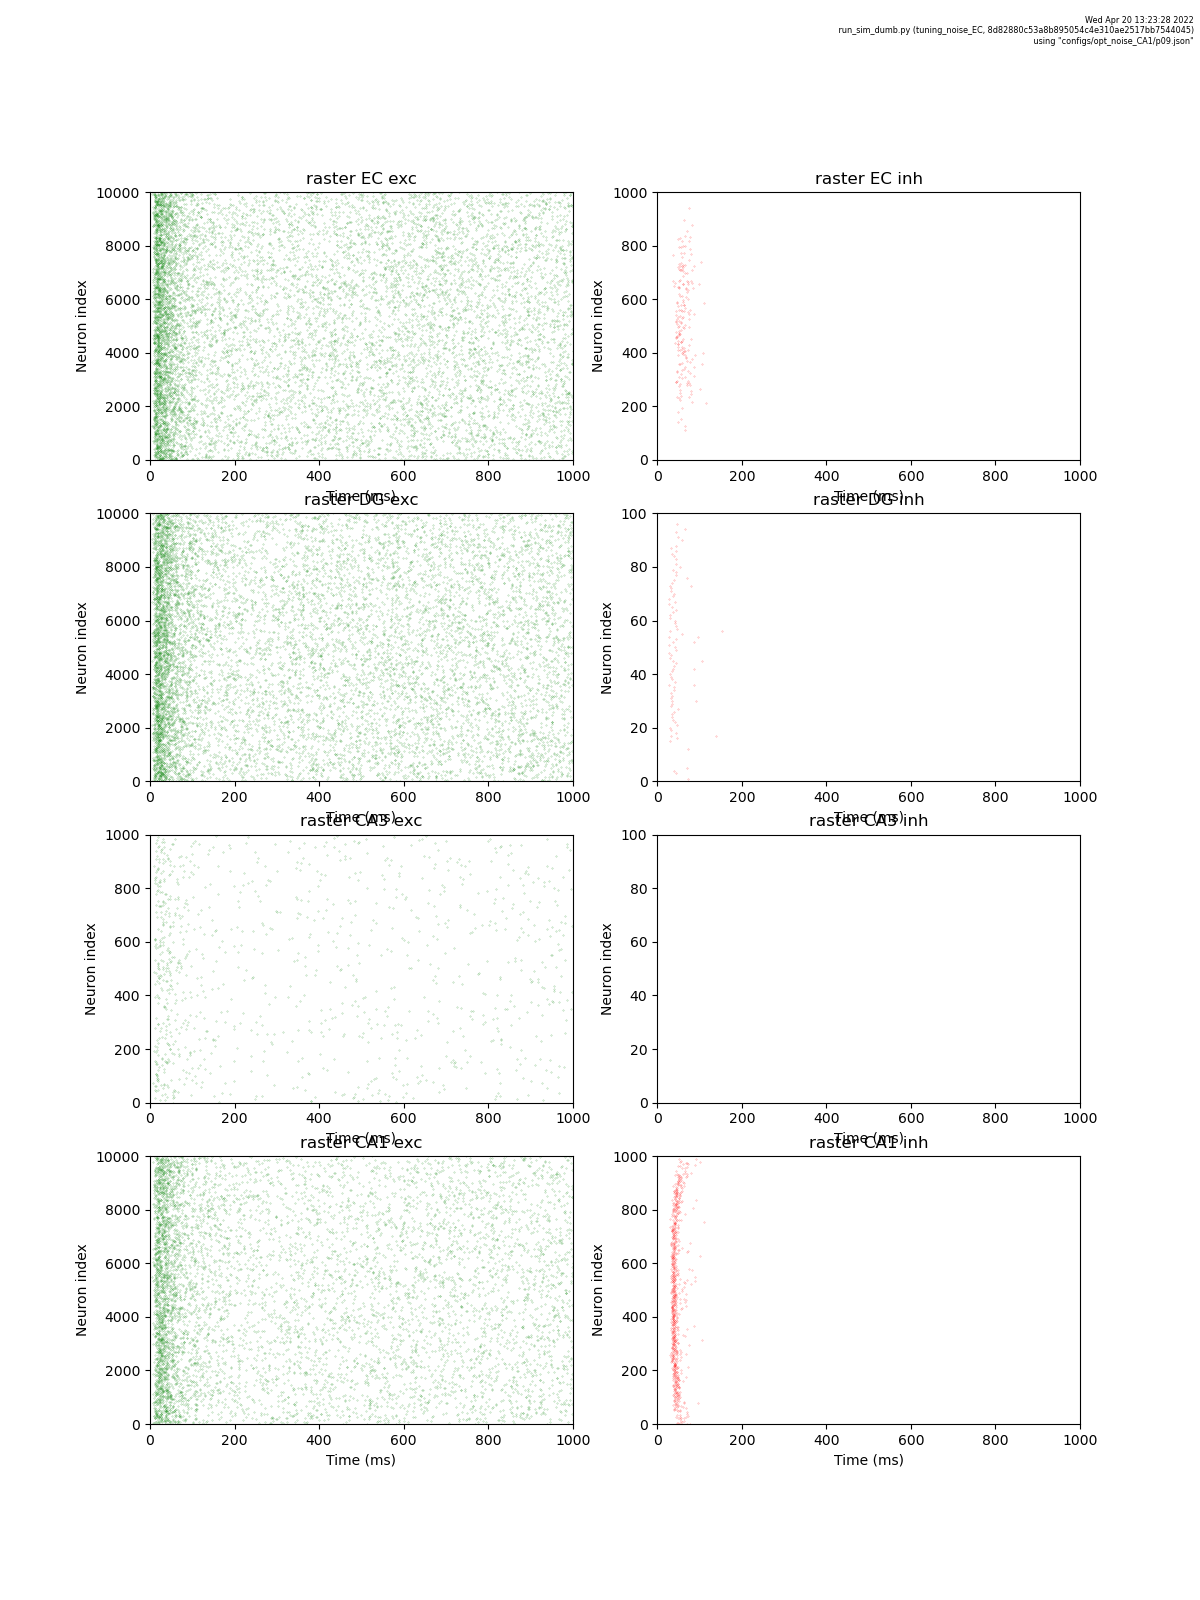 Wed Apr 20 13:23:28 2022
run_sim_dumb.py (tuning_noise_EC, 8d82880c53a8b895054c4e310ae2517bb7544045)
using "configs/opt_noise_CA1/p09.json"
raster EC exc
raster EC inh
10000
8000
6000
4000
2000
0
Neuron index
0 200 400 600 800 1000
Time (ms)
1000
800
600
400
200
0
Neuron index
0 200 400 600 800 1000
Time (ms)
raster DG exc
raster DG inh
10000
8000
6000
4000
2000
0
Neuron index
0 200 400 600 800 1000
Time (ms)
100
80
60
40
20
0
Neuron index
0 200 400 600 800 1000
Time (ms)
raster CA3 exc
raster CA3 inh
1000
800
600
400
200
0
Neuron index
0 200 400 600 800 1000
Time (ms)
100
80
60
40
20
0
Neuron index
0 200 400 600 800 1000
Time (ms)
raster CA1 exc
raster CA1 inh
10000
8000
6000
4000
2000
0
Neuron index
0 200 400 600 800 1000
Time (ms)
1000
800
600
400
200
0
Neuron index
0 200 400 600 800 1000
Time (ms)